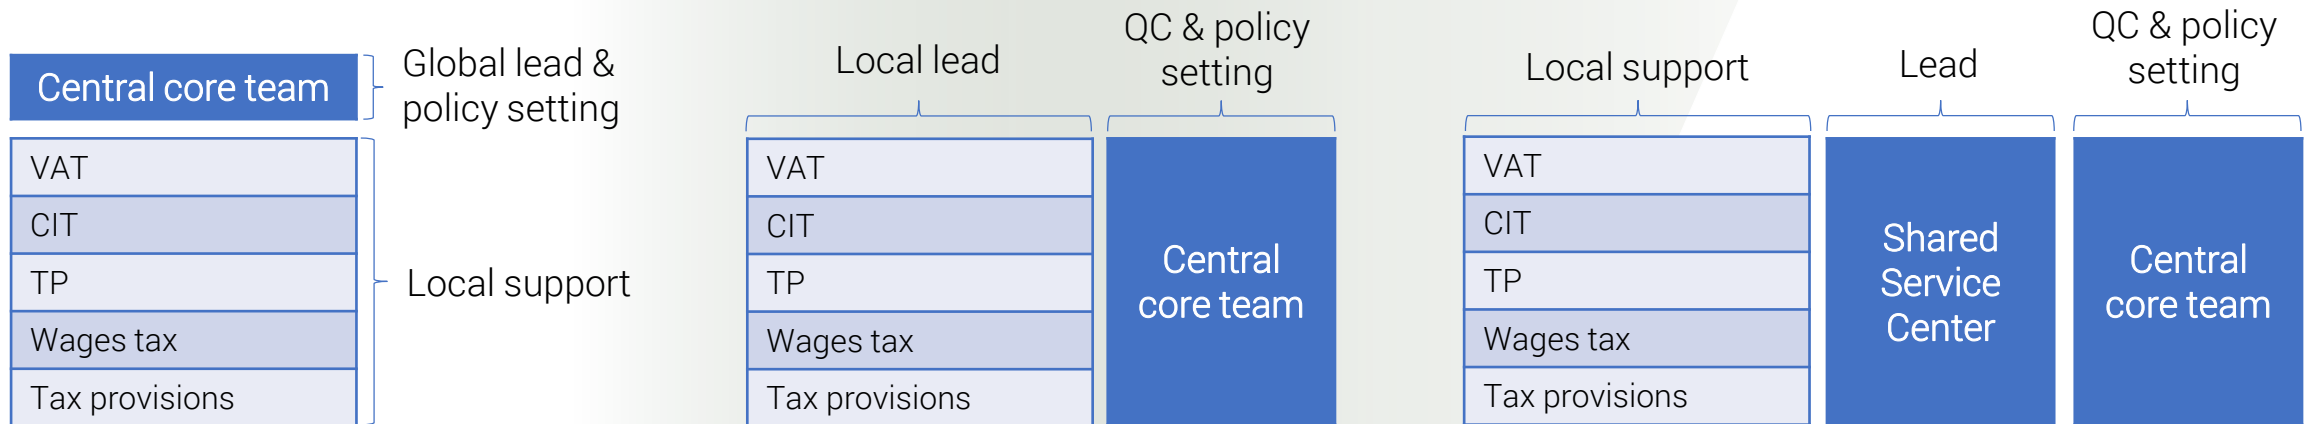 Central core team
Global lead &
policy setting
VAT
CIT
TP
Wages tax
Tax provisions
Local support
Local lead
QC & policy
setting
VAT
CIT
TP
Wages tax
Tax provisions
Central
core team
Local support
Lead
QC & policy
setting
VAT
CIT
TP
Wages tax
Tax provisions
Shared
Service
Center
Central
core team